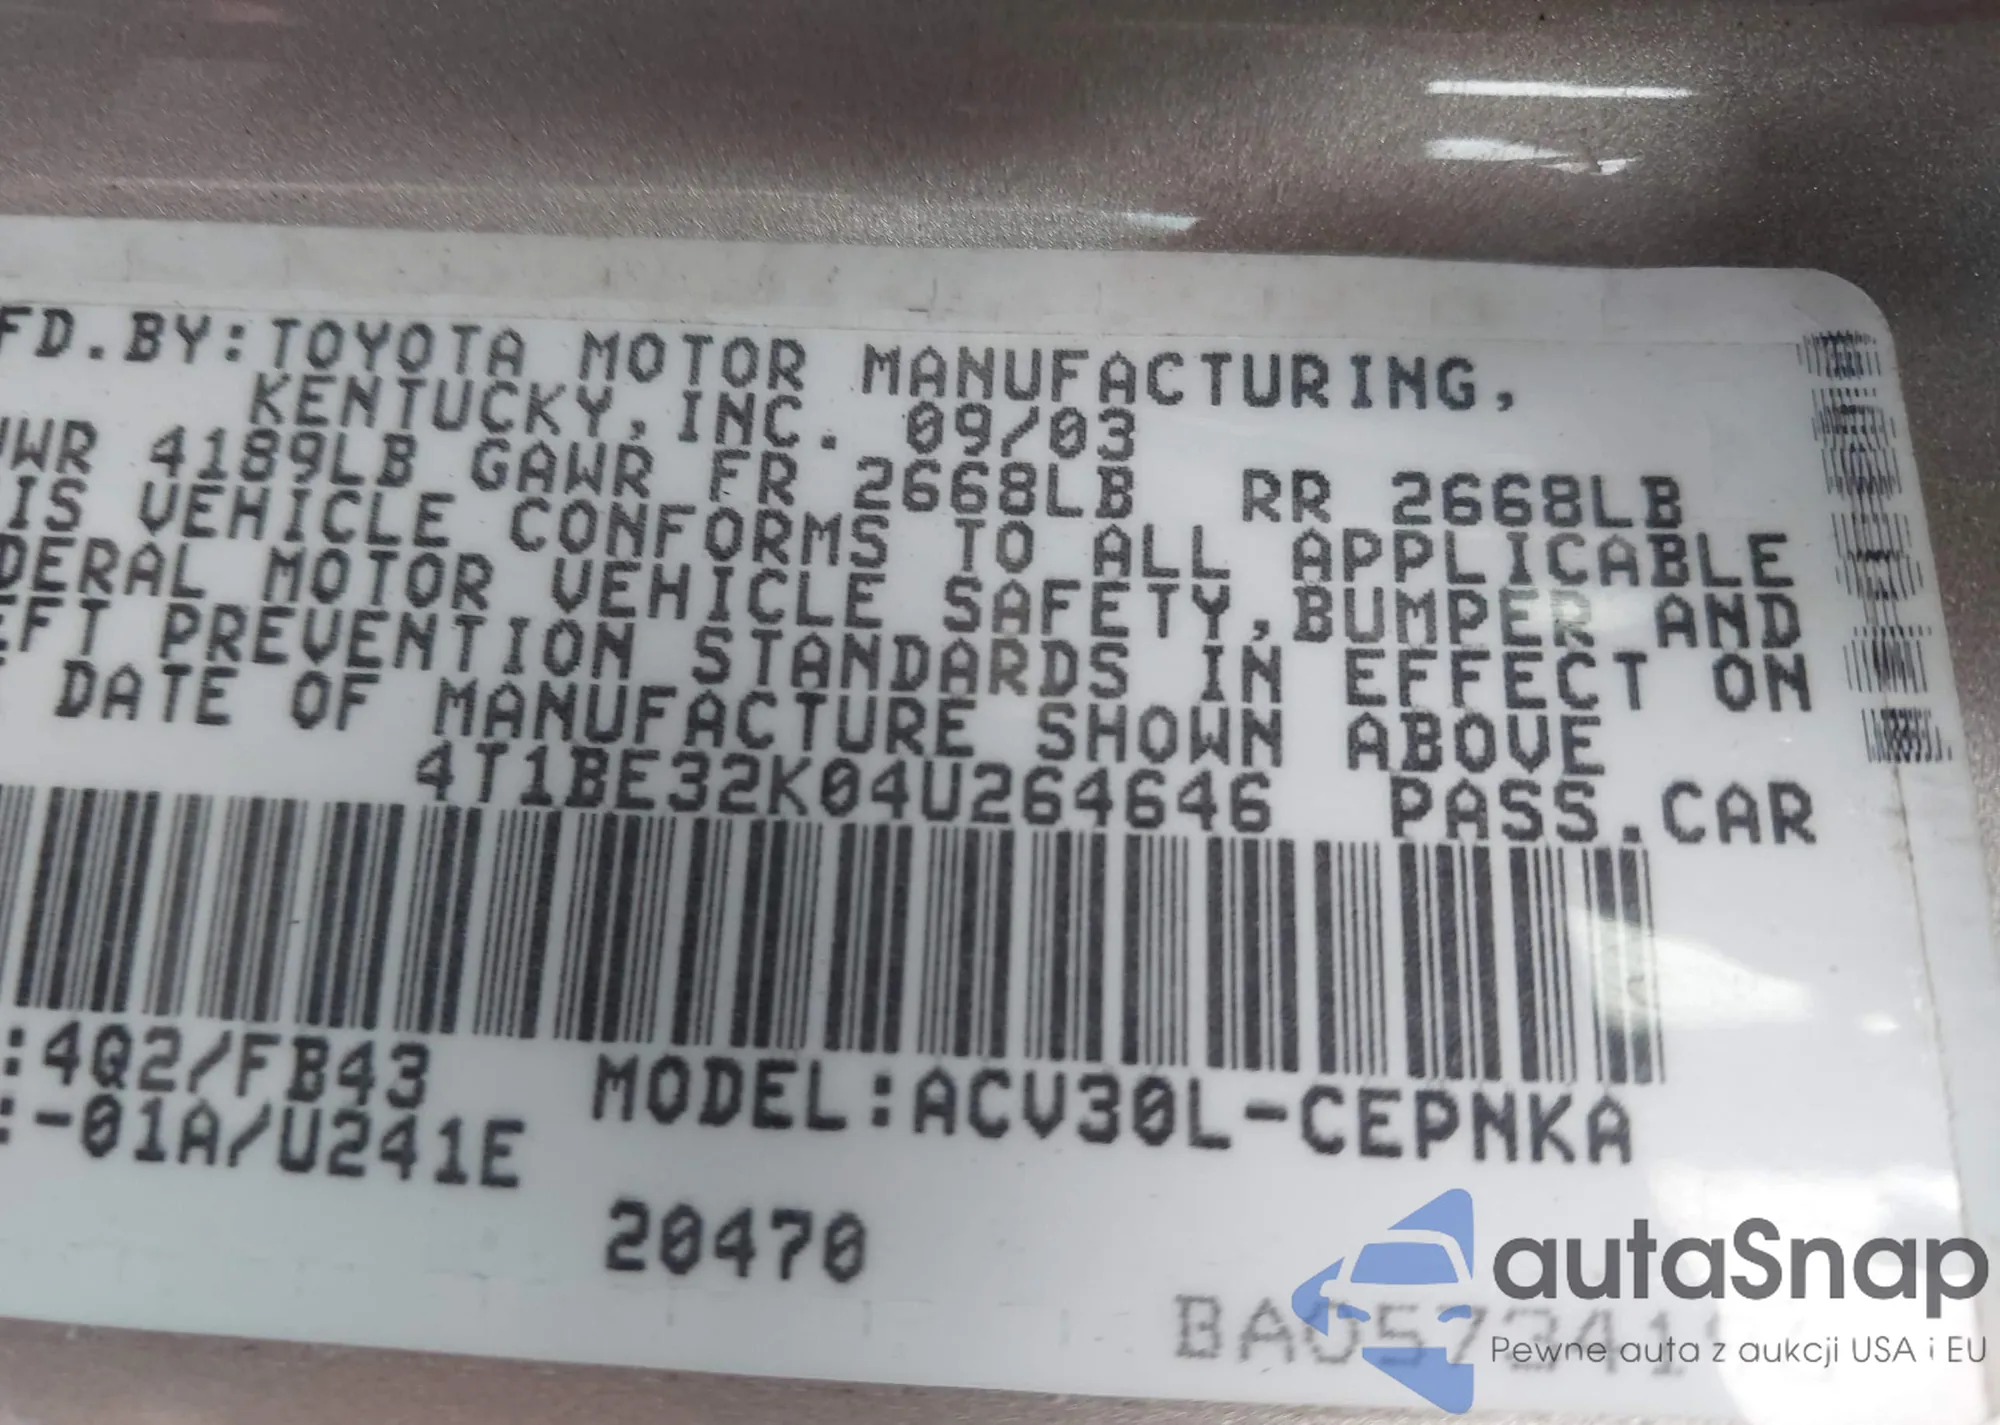 FD.BY:TOYOTA MOTOR MANUFACTURING,
KENTUCKY,INC. 09/03
WR 4189LB GAWR FR 2668LB RR 2668LB
IS VEHICLE CONFORMS TO ALL APPLICABLE
DERAL MOTOR VEHICLE SAFETY,BUMPER AND
EFT PREVENTION STANDARDS IN EFFECT ON
DATE OF MANUFACTURE SHOWN ABOVE
4T1BE32K04U264646 PASS.CAR
:4Q2/FB43 MODEL:ACV30L-CEPNKA
:-01A/U241E
20470
autaSnap
Pewne auta z aukcji USA i EU